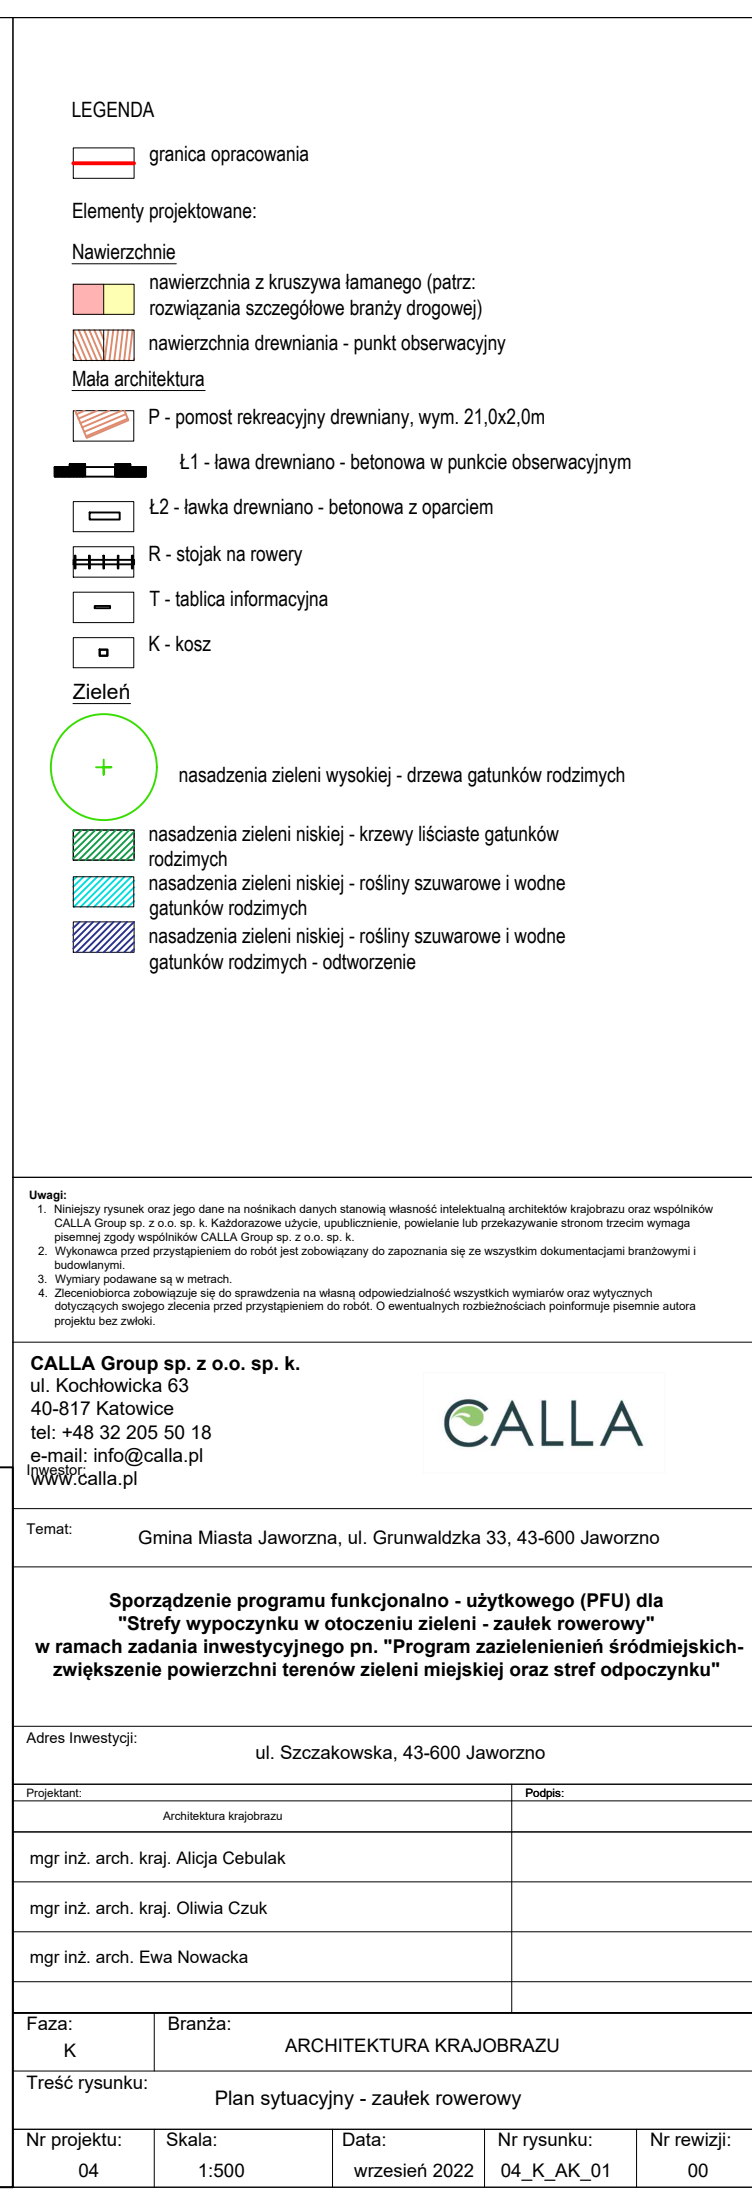 LEGENDA
granica opracowania
Elementy projektowane:
Nawierzchnie
nawierzchnia z kruszywa łamanego (patrz:
rozwiązania szczegółowe branży drogowej)
nawierzchnia drewniania - punkt obserwacyjny
Mała architektura
P - pomost rekreacyjny drewniany, wym. 21,0x2,0m
Ł1 - ława drewniano - betonowa w punkcie obserwacyjnym
Ł2 - ławka drewniano - betonowa z oparciem
R - stojak na rowery
T - tablica informacyjna
K - kosz
Zieleń
nasadzenia zieleni wysokiej - drzewa gatunków rodzimych
nasadzenia zieleni niskiej - krzewy liściaste gatunków
rodzimych
nasadzenia zieleni niskiej - rośliny szuwarowe i wodne
gatunków rodzimych
nasadzenia zieleni niskiej - rośliny szuwarowe i wodne
gatunków rodzimych - odtworzenie
Uwagi:
1. Niniejszy rysunek oraz jego dane na nośnikach danych stanowią własność intelektualną architektów krajobrazu oraz wspólników
CALLA Group sp. z o.o. sp. k. Każdorazowe użycie, upublicznienie, powielanie lub przekazywanie stronom trzecim wymaga
pisemnej zgody wspólników CALLA Group sp. z o.o. sp. k.
2. Wykonawca przed przystąpieniem do robót jest zobowiązany do zapoznania się ze wszystkim dokumentacjami branżowymi i
budowlanymi.
3. Wymiary podawane są w metrach.
4. Zleceniobiorca zobowiązuje się do sprawdzenia na własną odpowiedzialność wszystkich wymiarów oraz wytycznych
dotyczących swojego zlecenia przed przystąpieniem do robót. O ewentualnych rozbieżnościach poinformuje pisemnie autora
projektu bez zwłoki.
CALLA Group sp. z o.o. sp. k.
ul. Kochłowicka 63
40-817 Katowice
tel: +48 32 205 50 18
e-mail: info@calla.pl
www.calla.pl
CALLA
Inwestor:
Temat:
Gmina Miasta Jaworzna, ul. Grunwaldzka 33, 43-600 Jaworzno
Sporządzenie programu funkcjonalno - użytkowego (PFU) dla
"Strefy wypoczynku w otoczeniu zieleni - zaułek rowerowy"
w ramach zadania inwestycyjnego pn. "Program zazielenienień śródmiejskich-
zwiększenie powierzchni terenów zieleni miejskiej oraz stref odpoczynku"
Adres Inwestycji:
ul. Szczakowska, 43-600 Jaworzno
Projektant: Podpis:
Architektura krajobrazu
mgr inż. arch. kraj. Alicja Cebulak
mgr inż. arch. kraj. Oliwia Czuk
mgr inż. arch. Ewa Nowacka
Faza: Branża:
K ARCHITEKTURA KRAJOBRAZU
Treść rysunku:
Plan sytuacyjny - zaułek rowerowy
Nr projektu: Skala: Data: Nr rysunku: Nr rewizji:
04 1:500 wrzesień 2022 04_K_AK_01 00